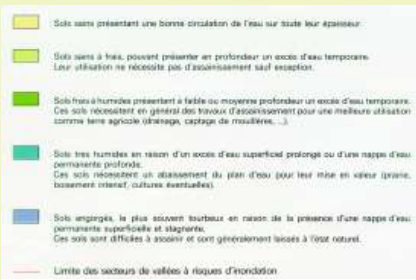 Sols sains présentant une bonne circulation de l'eau sur toute leur épaisseur.
Sols sains à frais, pouvant présenter en profondeur un excès d'eau temporaire.
Leur utilisation ne nécessite pas d'assainissement sauf exception.
Sols frais à humides présentant à faible ou moyenne profondeur un excès d'eau temporaire.
Ces sols nécessitent en général des travaux d'assainissement pour une meilleure utilisation
comme terre agricole (drainage, captage de mouillères, ...).
Sols très humides en raison d'un excès d'eau superficiel prolongé ou d'une nappe d'eau
permanente profonde.
Ces sols nécessitent un abaissement du plan d'eau pour leur mise en valeur (prairie,
boisement intensif, cultures éventuelles).
Sols engorgés, le plus souvent tourbeux en raison de la présence d'une nappe d'eau
permanente superficielle et stagnante.
Ces sols sont difficiles à assainir et sont généralement laissés à l'état naturel.
Limite des secteurs de vallées à risques d'inondation